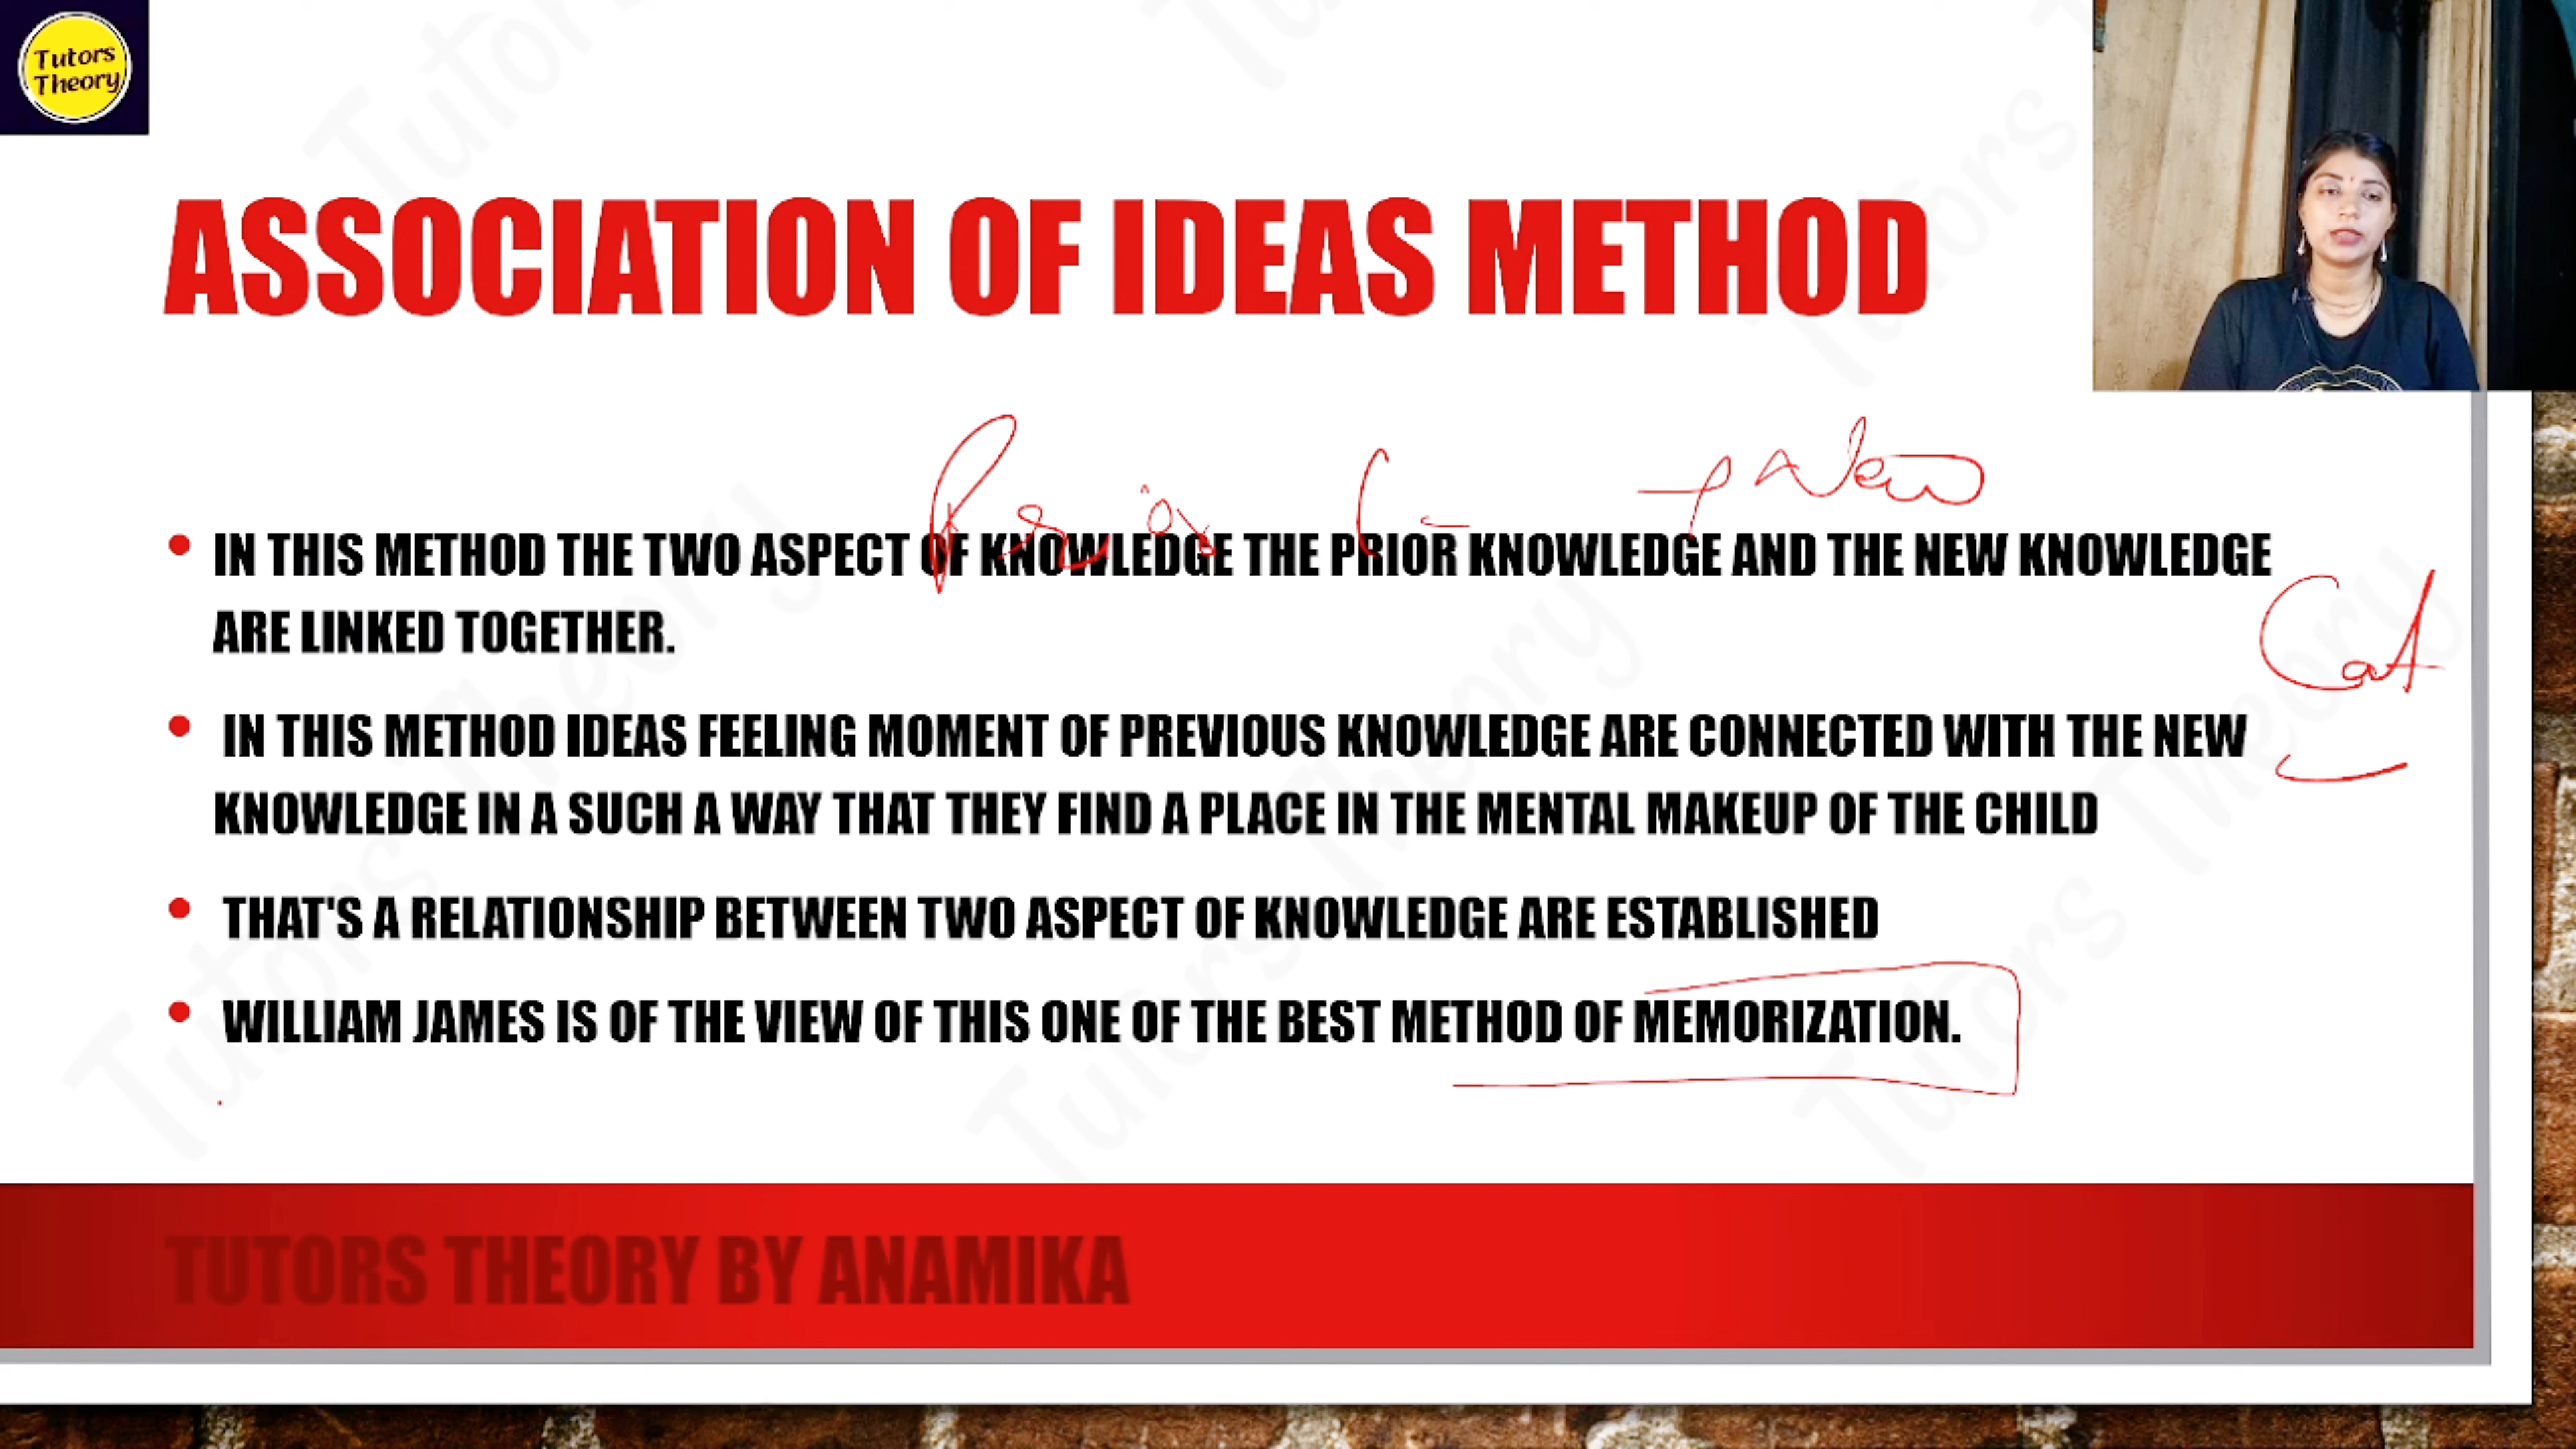 Tutors
Theory
ASSOCIATION OF IDEAS METHOD
Prior
New
• IN THIS METHOD THE TWO ASPECT OF KNOWLEDGE THE PRIOR KNOWLEDGE AND THE NEW KNOWLEDGE
ARE LINKED TOGETHER.
Cat
• IN THIS METHOD IDEAS FEELING MOMENT OF PREVIOUS KNOWLEDGE ARE CONNECTED WITH THE NEW
KNOWLEDGE IN A SUCH A WAY THAT THEY FIND A PLACE IN THE MENTAL MAKEUP OF THE CHILD
• THAT'S A RELATIONSHIP BETWEEN TWO ASPECT OF KNOWLEDGE ARE ESTABLISHED
• WILLIAM JAMES IS OF THE VIEW OF THIS ONE OF THE BEST METHOD OF MEMORIZATION.
TUTORS THEORY BY ANAMIKA